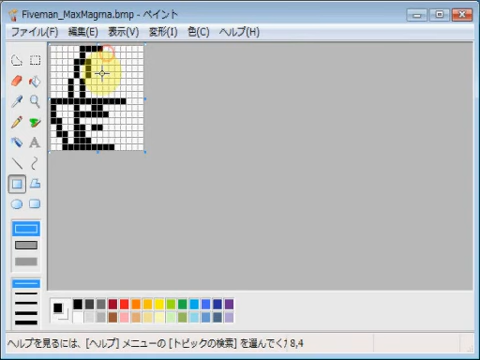 Fiveman_MaxMagma.bmp - ペイント
ファイル(F) 編集(E) 表示(V) 変形(I) 色(C) ヘルプ(H)
A
ヘルプを見るには、[ヘルプ] メニューの [トピックの検索] を選んでく 8,4